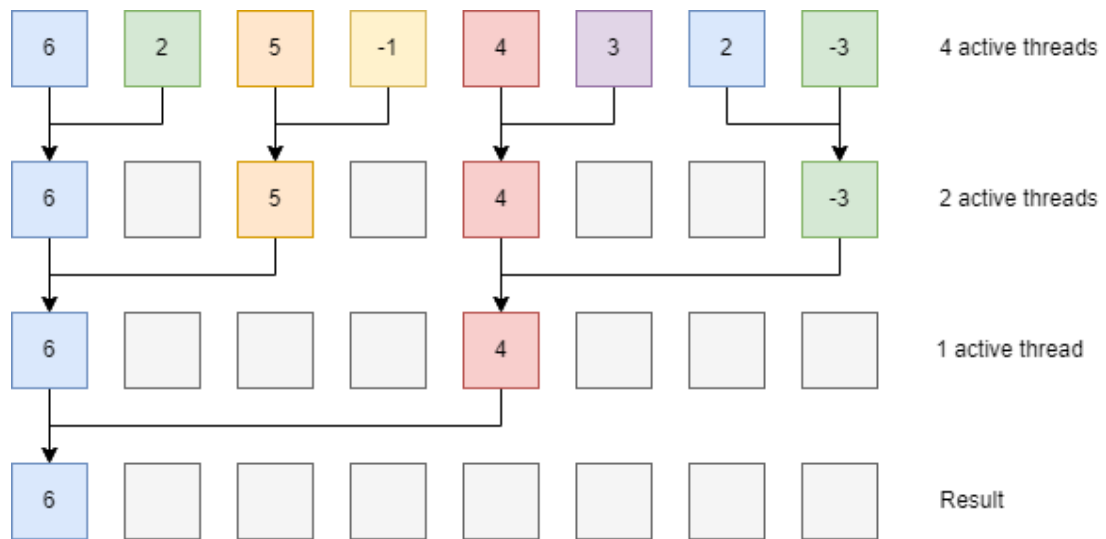 6 2 5 -1 4 3 2 -3 4 active threads
6 5 4 -3 2 active threads
6 4 1 active thread
6 Result